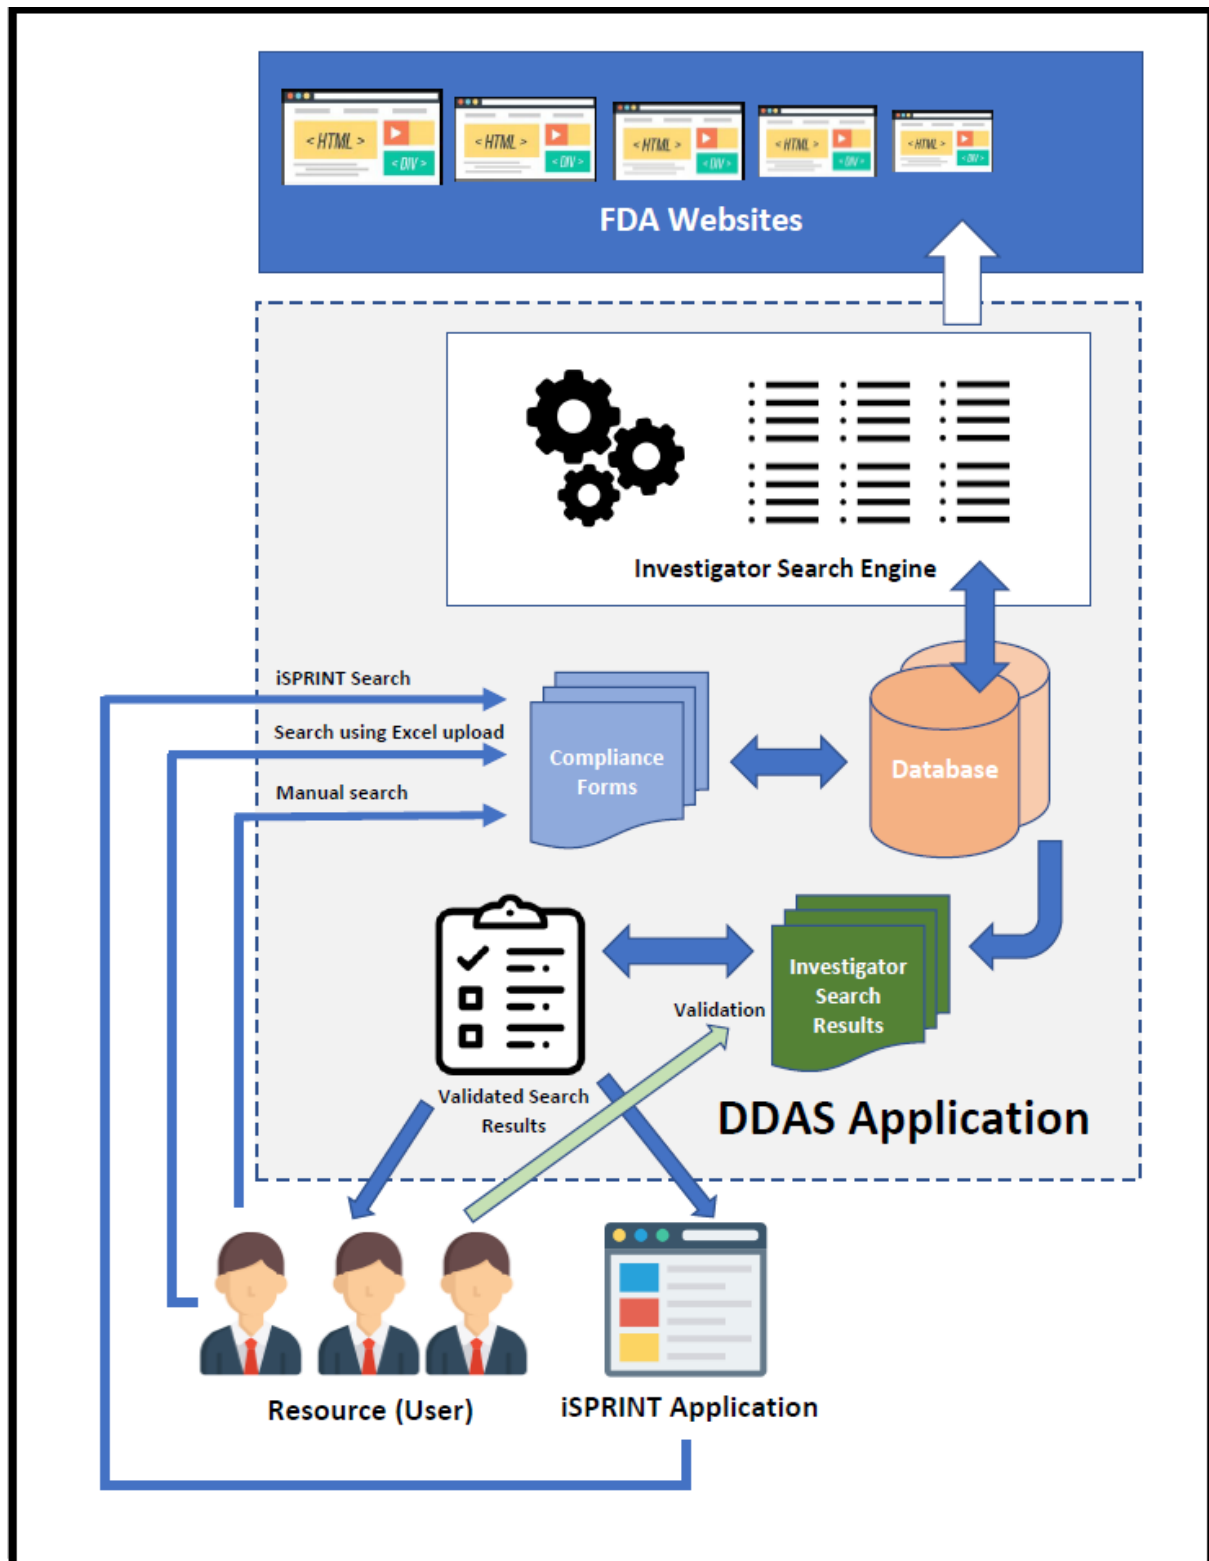 < HTML >
< DIV >
< HTML >
< DIV >
< HTML >
< DIV >
< HTML >
< DIV >
< HTML >
< DIV >
FDA Websites
Investigator Search Engine
iSPRINT Search
Search using Excel upload
Manual search
Compliance
Forms
Database
Investigator
Search
Results
Validation
Validated Search
Results
DDAS Application
Resource (User)
iSPRINT Application